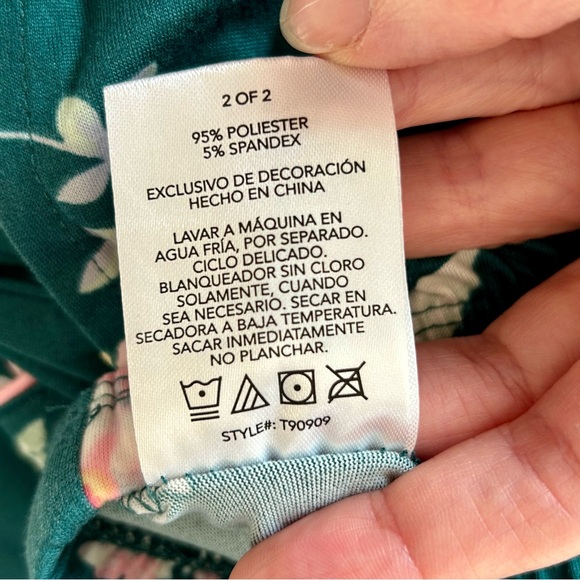 2 OF 2
95% POLIESTER
5% SPANDEX
EXCLUSIVO DE DECORACIÓN
HECHO EN CHINA
LAVAR A MÁQUINA EN
AGUA FRÍA, POR SEPARADO.
CICLO DELICADO.
BLANQUEADOR SIN CLORO
SOLAMENTE, CUANDO
SEA NECESARIO. SECAR EN
SECADORA A BAJA TEMPERATURA.
SACAR INMEDIATAMENTE
NO PLANCHAR.
STYLE#: T90909